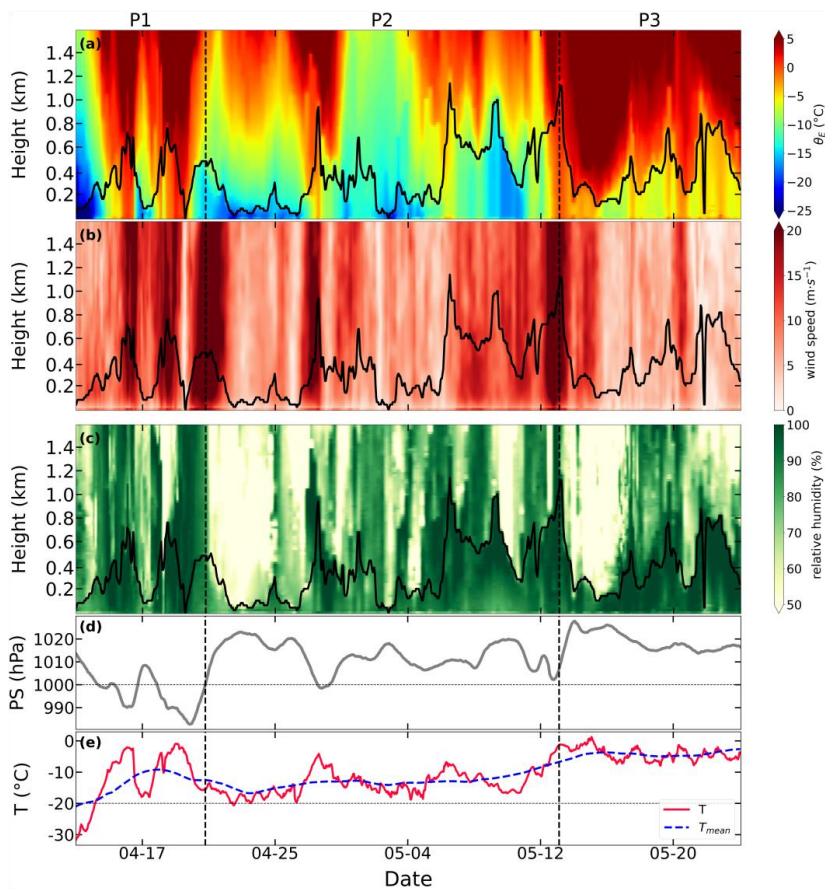 P1 P2 P3
(a)
Height (km)
1.4
1.2
1.0
0.8
0.6
0.4
0.2
5
0
−5
−10
−15
−20
−25
θE (°C)
(b)
Height (km)
1.4
1.2
1.0
0.8
0.6
0.4
0.2
20
15
10
5
0
wind speed (m·s−1)
(c)
Height (km)
1.4
1.2
1.0
0.8
0.6
0.4
0.2
100
90
80
70
60
50
relative humidity (%)
(d)
PS (hPa)
1020
1010
1000
990
(e)
T (°C)
0
-10
-20
-30
T
Tmean
04-17 04-25 05-04 05-12 05-20
Date